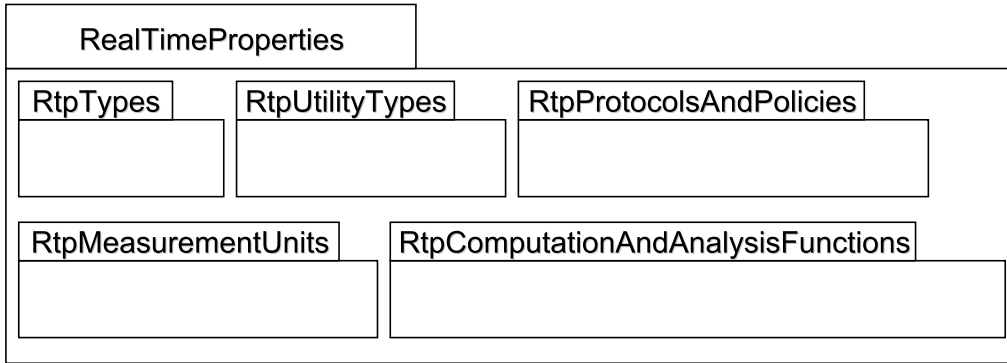 RealTimeProperties
RtpTypes
RtpUtilityTypes
RtpProtocolsAndPolicies
RtpMeasurementUnits
RtpComputationAndAnalysisFunctions